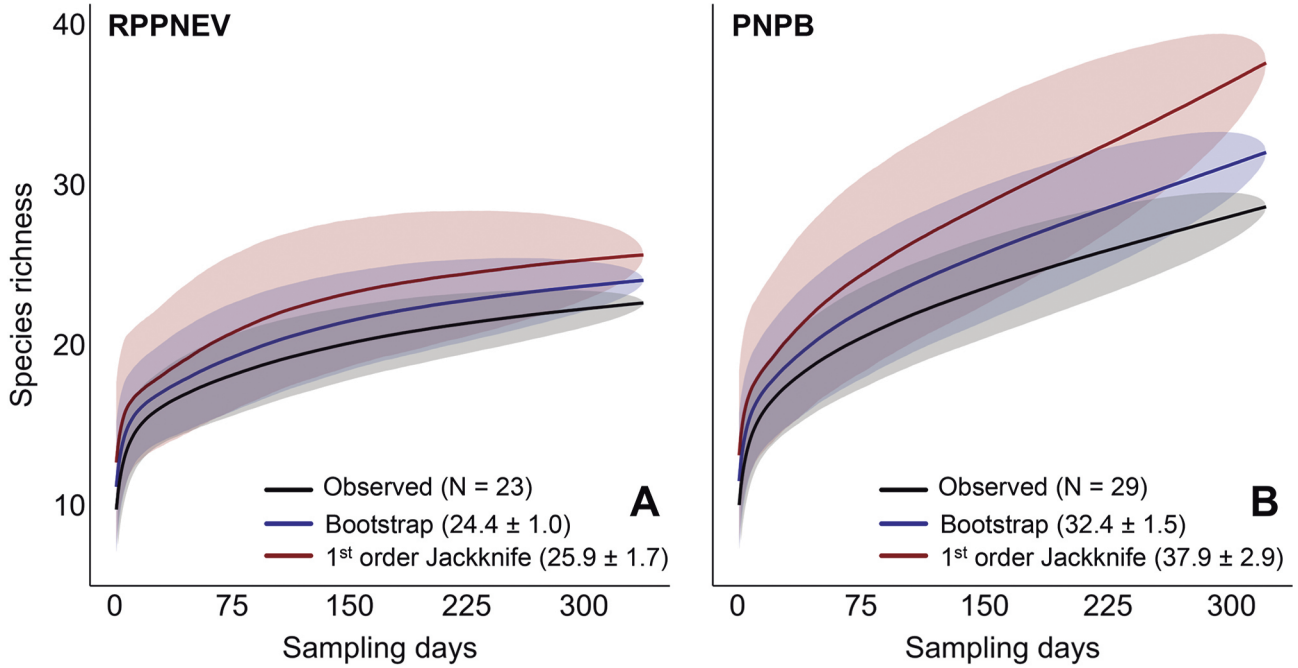 RPPNEV
PNPB
Species richness
40
30
20
10
Observed (N = 23)
Bootstrap (24.4 ± 1.0)
1st order Jackknife (25.9 ± 1.7)
A
0 75 150 225 300
Sampling days
Observed (N = 29)
Bootstrap (32.4 ± 1.5)
1st order Jackknife (37.9 ± 2.9)
B
0 75 150 225 300
Sampling days